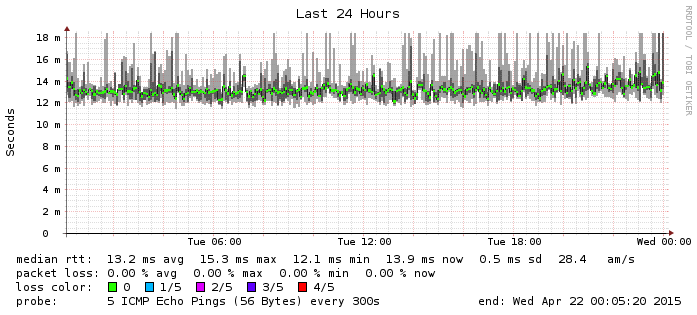 Last 24 Hours
RRDTOOL / TOBI OETIKER
Seconds
18 m
16 m
14 m
12 m
10 m
8 m
6 m
4 m
2 m
0
Tue 06:00 Tue 12:00 Tue 18:00 Wed 00:00
median rtt: 13.2 ms avg 15.3 ms max 12.1 ms min 13.9 ms now 0.5 ms sd 28.4 am/s
packet loss: 0.00 % avg 0.00 % max 0.00 % min 0.00 % now
loss color: 0 1/5 2/5 3/5 4/5
probe: 5 ICMP Echo Pings (56 Bytes) every 300s end: Wed Apr 22 00:05:20 2015